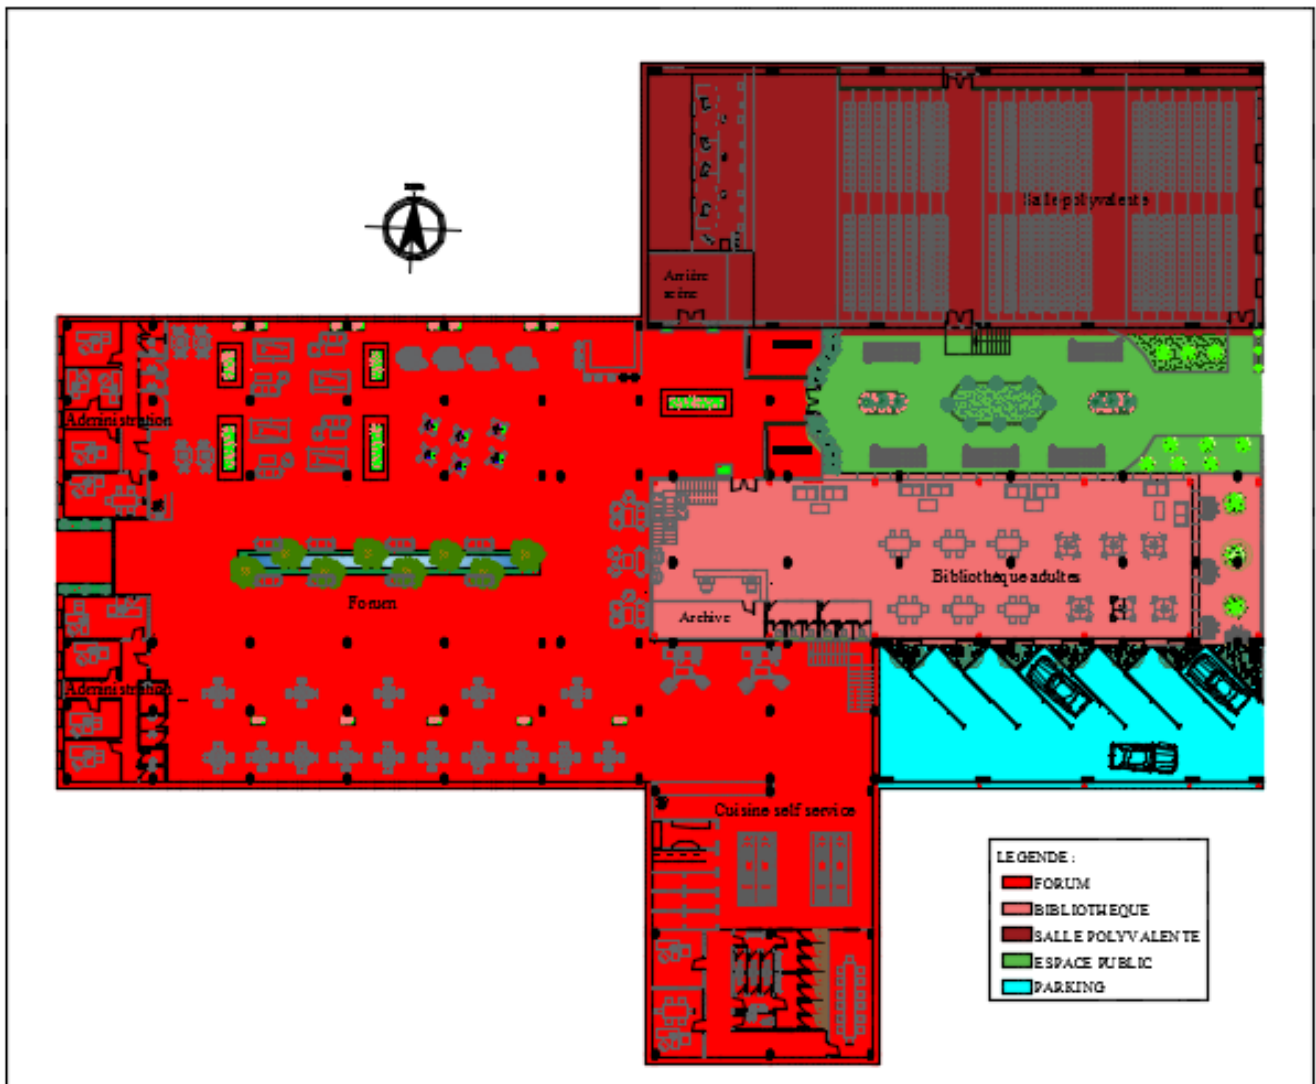 Salle polyvalente
Arrière
scène
Administration
Bibliothèque adultes
Forum
Archive
Administration
Cuisine self service
LEGENDE :
FORUM
BIBLIOTHEQUE
SALLE POLYVALENTE
ESPACE PUBLIC
PARKING